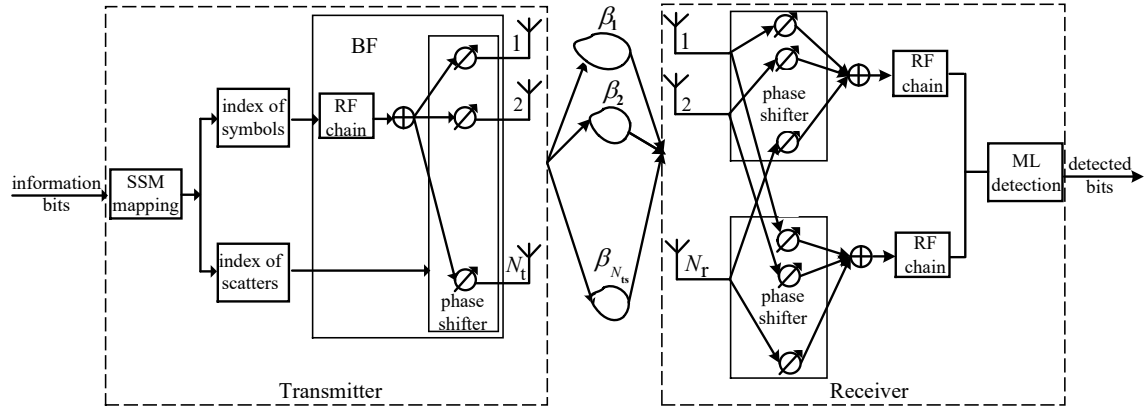 information
bits
SSM
mapping
index of
symbols
index of
scatters
BF
RF
chain
1
2
N_t
phase
shifter
Transmitter
β_1
β_2
β_{N_{ts}}
1
2
N_r
phase
shifter
phase
shifter
RF
chain
RF
chain
ML
detection
detected
bits
Receiver